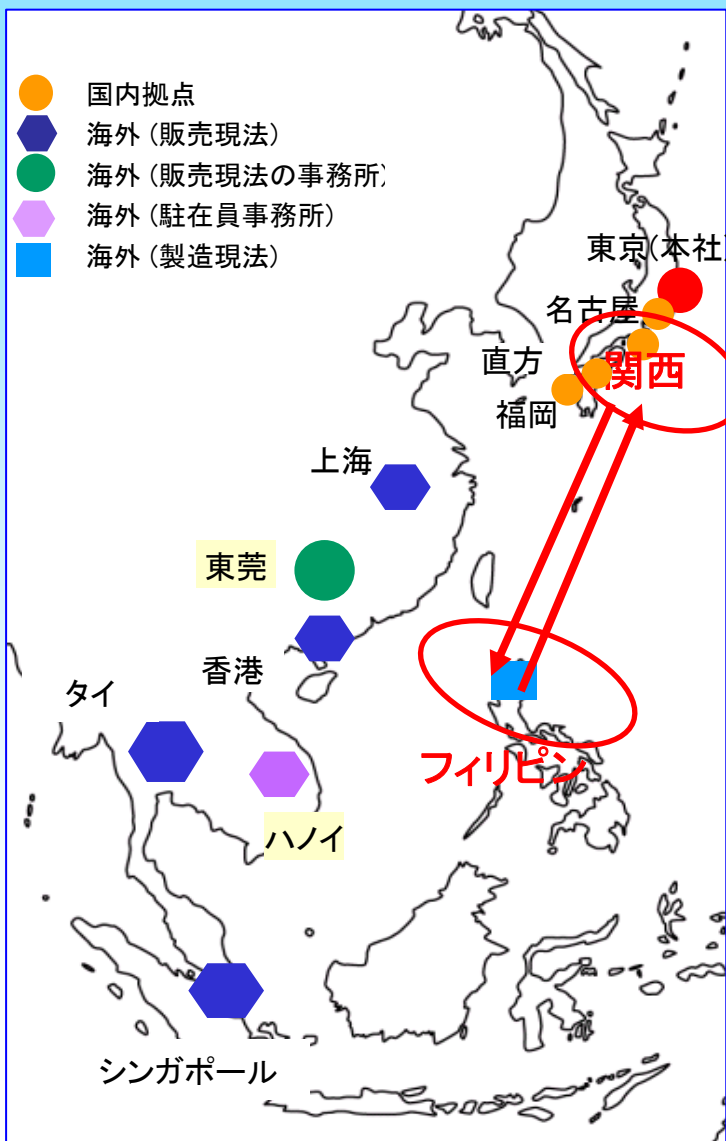 国内拠点
海外 (販売現法)
海外 (販売現法の事務所)
海外 (駐在員事務所)
海外 (製造現法)
東京(本社)
名古屋
関西
直方
福岡
上海
東莞
香港
タイ
フィリピン
ハノイ
シンガポール